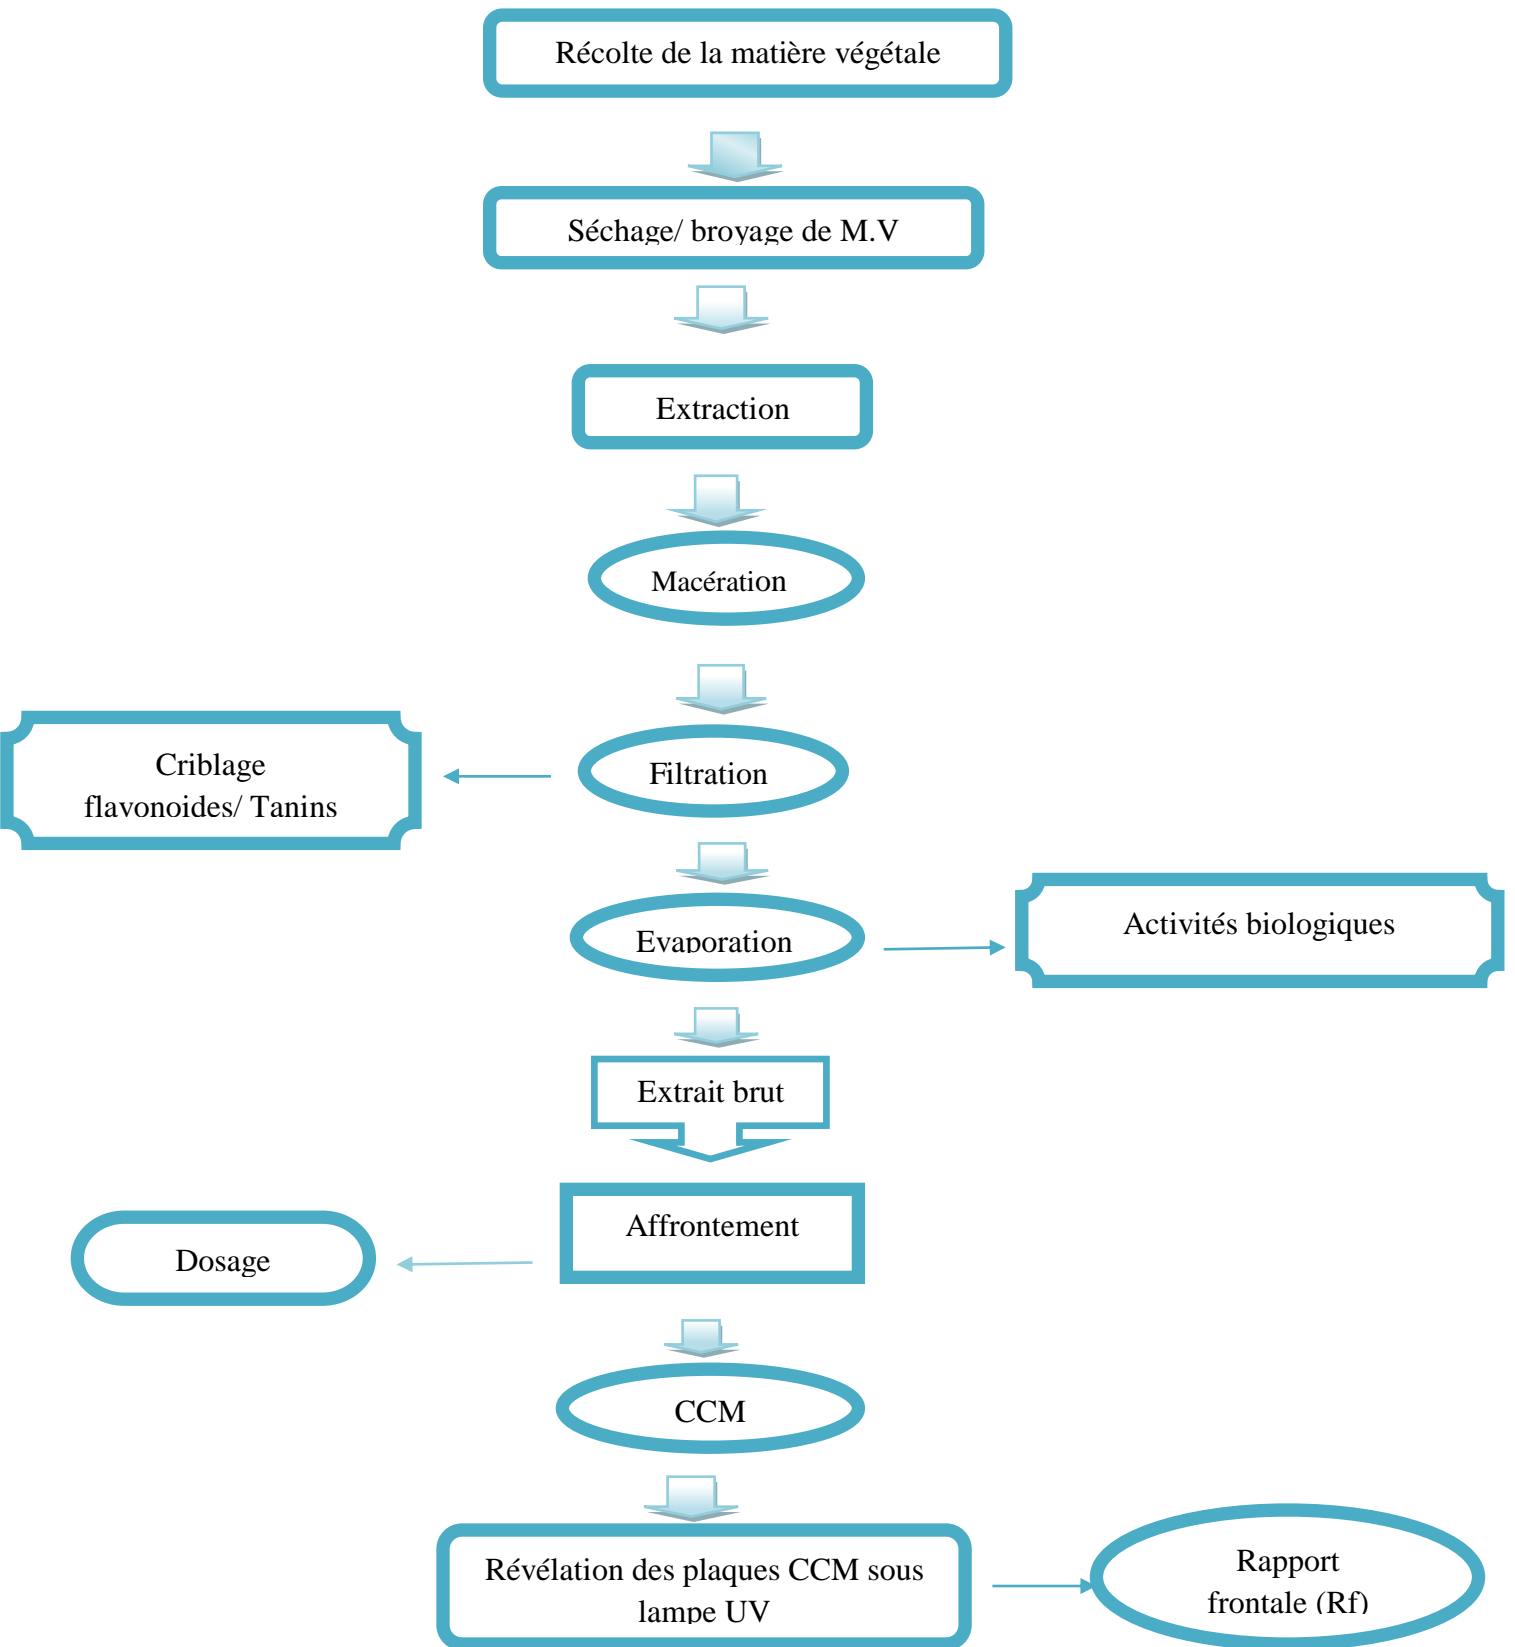 Récolte de la matière végétale
Séchage/ broyage de M.V
Extraction
Macération
Criblage
flavonoides/ Tanins
Filtration
Evaporation
Activités biologiques
Extrait brut
Affrontement
Dosage
CCM
Révélation des plaques CCM sous
lampe UV
Rapport
frontale (Rf)